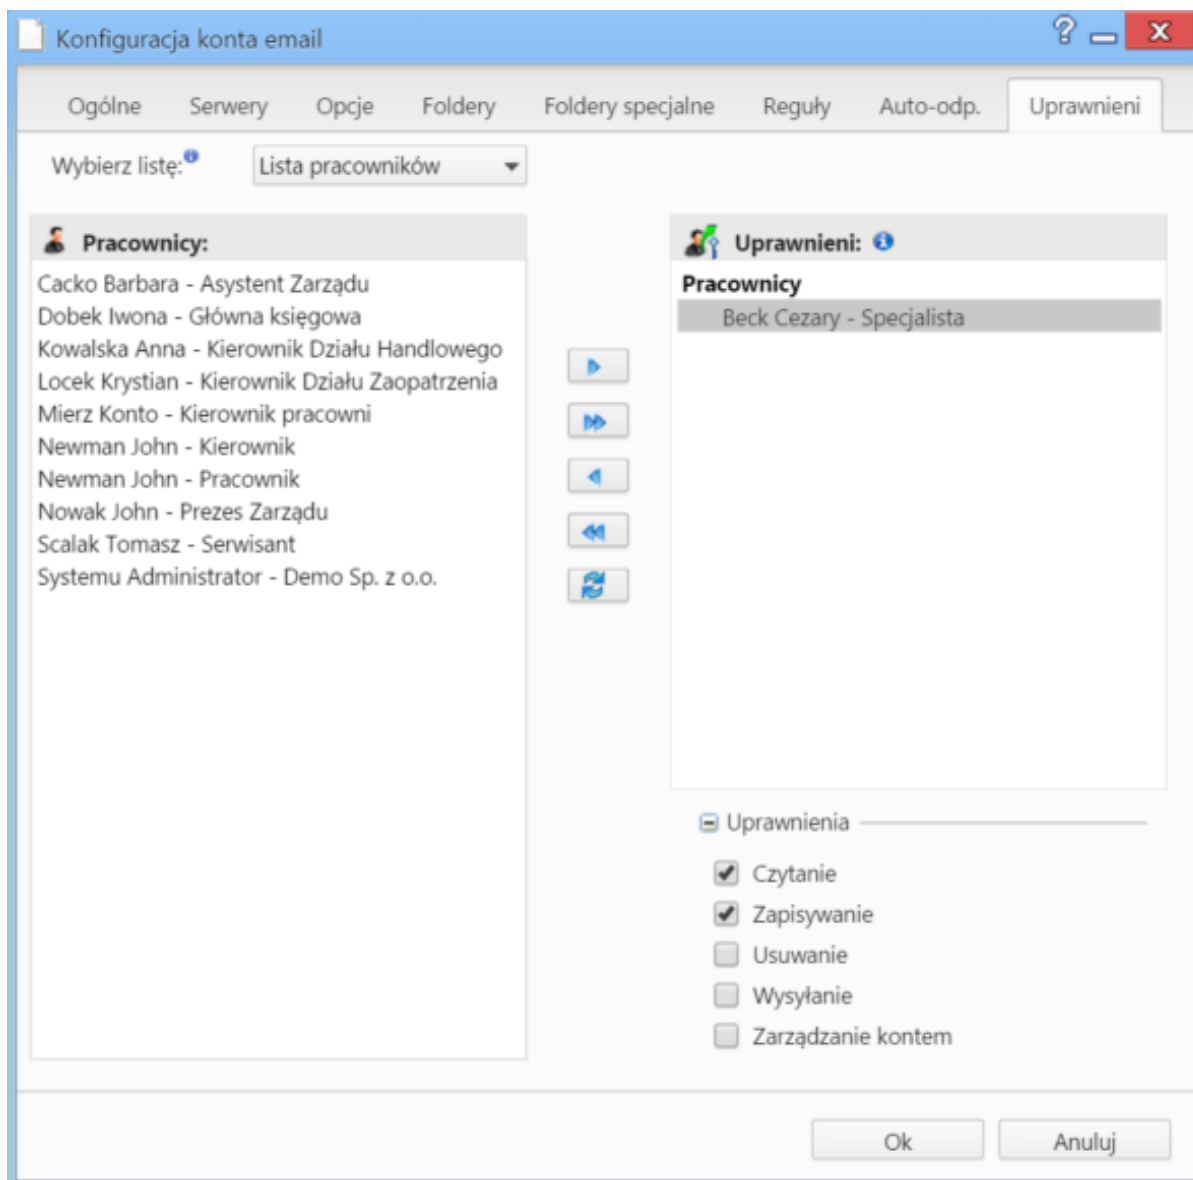 Konfiguracja konta email
Ogólne Serwery Opcje Foldery Foldery specjalne Reguły Auto-odp. Uprawnieni
Wybierz listę: Lista pracowników
Pracownicy:
Cacko Barbara - Asystent Zarządu
Dobek Iwona - Główna księgowa
Kowalska Anna - Kierownik Działu Handlowego
Locek Krystian - Kierownik Działu Zaopatrzenia
Mierz Konto - Kierownik pracowni
Newman John - Kierownik
Newman John - Pracownik
Nowak John - Prezes Zarządu
Scalak Tomasz - Serwisant
Systemu Administrator - Demo Sp. z o.o.
Uprawnieni:
Pracownicy
Beck Cezary - Specjalista
Uprawnienia
Czytanie
Zapisywanie
Usuwanie
Wysyłanie
Zarządzanie kontem
Ok Anuluj